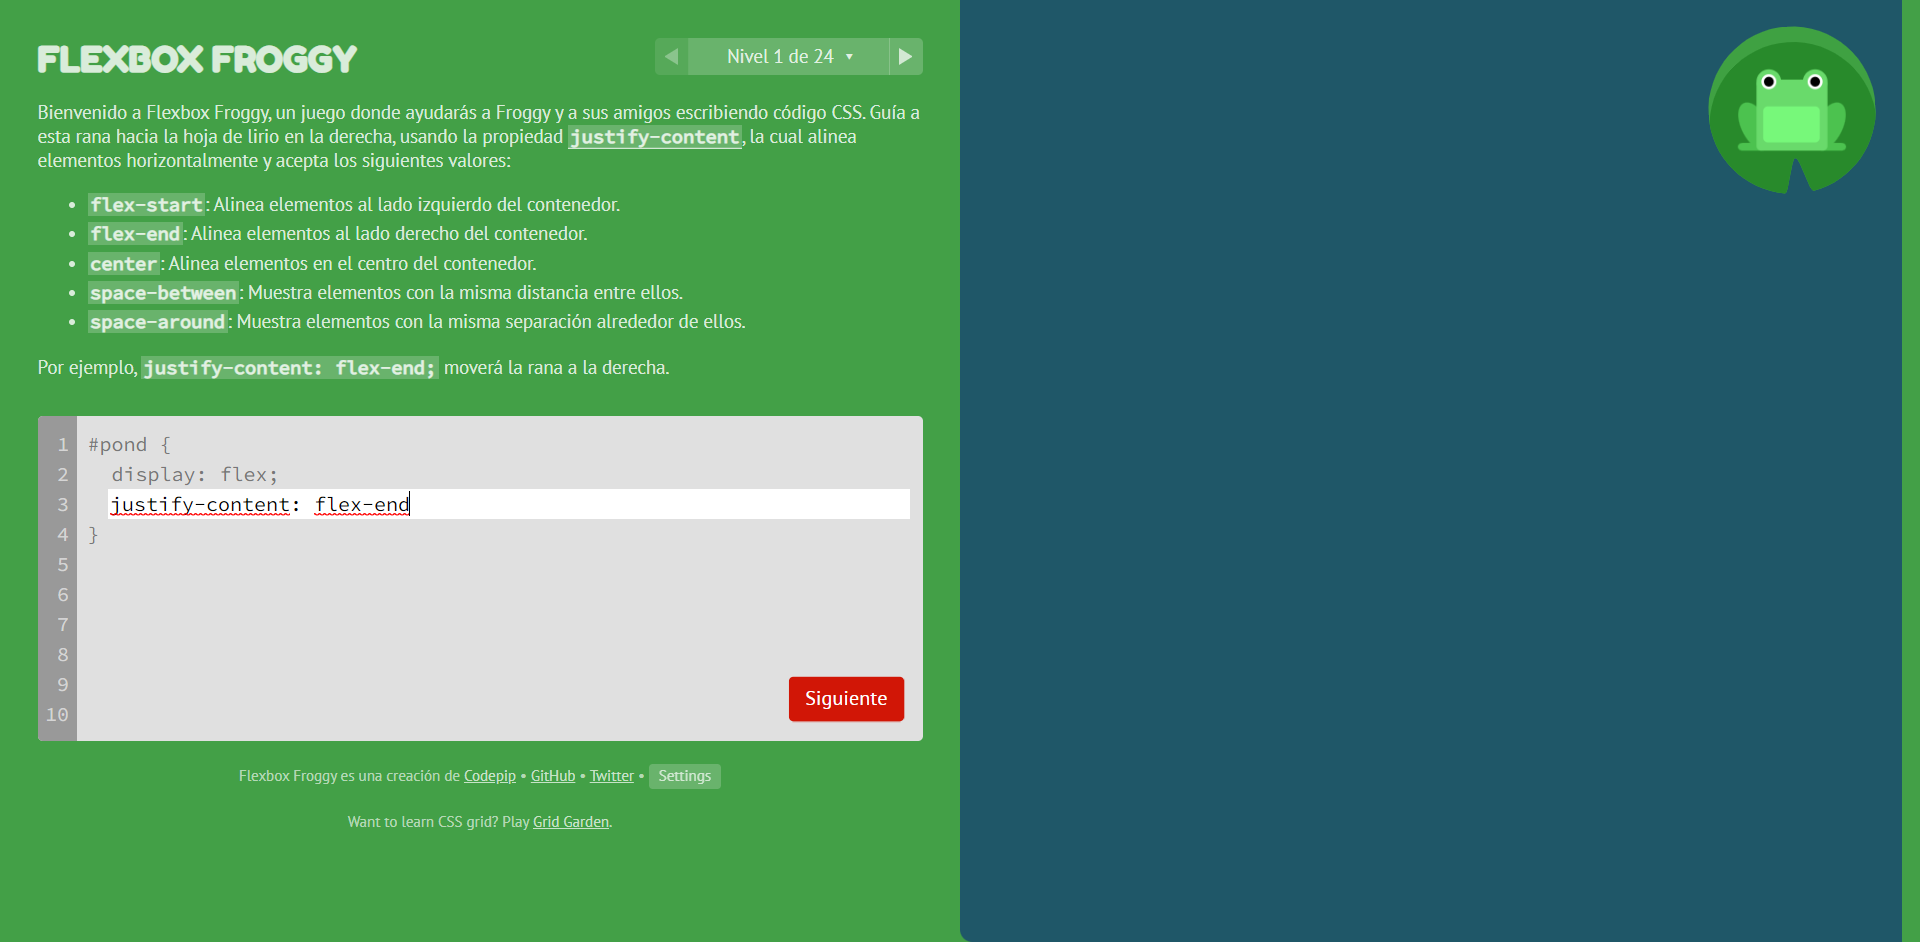 FLEXBOX FROGGY
◀ Nivel 1 de 24 ▾ ▶
Bienvenido a Flexbox Froggy, un juego donde ayudarás a Froggy y a sus amigos escribiendo código CSS. Guía a
esta rana hacia la hoja de lirio en la derecha, usando la propiedad justify-content, la cual alinea
elementos horizontalmente y acepta los siguientes valores:
• flex-start: Alinea elementos al lado izquierdo del contenedor.
• flex-end: Alinea elementos al lado derecho del contenedor.
• center: Alinea elementos en el centro del contenedor.
• space-between: Muestra elementos con la misma distancia entre ellos.
• space-around: Muestra elementos con la misma separación alrededor de ellos.
Por ejemplo, justify-content: flex-end; moverá la rana a la derecha.
1 #pond {
2 display: flex;
3 justify-content: flex-end
4 }
5
6
7
8
9
10
Siguiente
Flexbox Froggy es una creación de Codepip • GitHub • Twitter • Settings
Want to learn CSS grid? Play Grid Garden.